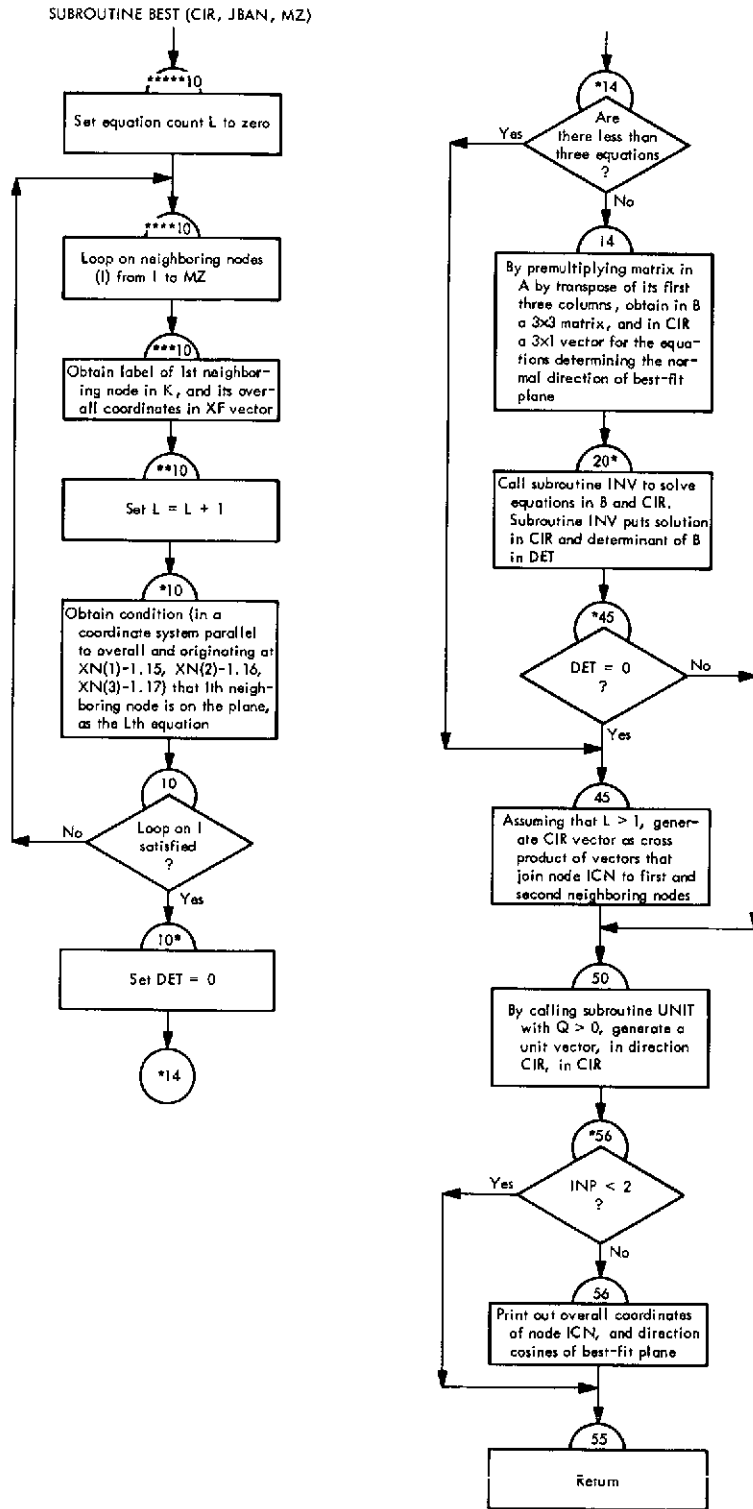 SUBROUTINE BEST (CIR, JBAN, MZ)
*****10
Set equation count L to zero
****10
Loop on neighboring nodes
(I) from 1 to MZ
***10
Obtain label of 1st neighbor-
ing node in K, and its over-
all coordinates in XF vector
**10
Set L = L + 1
*10
Obtain condition (in a
coordinate system parallel
to overall and originating at
XN(1)-1.15, XN(2)-1.16,
XN(3)-1.17) that 1th neigh-
boring node is on the plane,
as the Lth equation
10
Loop on I
satisfied
?
No
Yes
10*
Set DET = 0
*14
*14
Are
there less than
three equations
?
Yes
No
14
By premultiplying matrix in
A by transpose of its first
three columns, obtain in B
a 3×3 matrix, and in CIR
a 3×1 vector for the equa-
tions determining the nor-
mal direction of best-fit
plane
20*
Call subroutine INV to solve
equations in B and CIR.
Subroutine INV puts solution
in CIR and determinant of B
in DET
*45
DET = 0
?
No
Yes
45
Assuming that L > 1, gener-
ate CIR vector as cross
product of vectors that
join node ICN to first and
second neighboring nodes
50
By calling subroutine UNIT
with Q > 0, generate a
unit vector, in direction
CIR, in CIR
*56
INP < 2
?
Yes
No
56
Print out overall coordinates
of node ICN, and direction
cosines of best-fit plane
55
Return